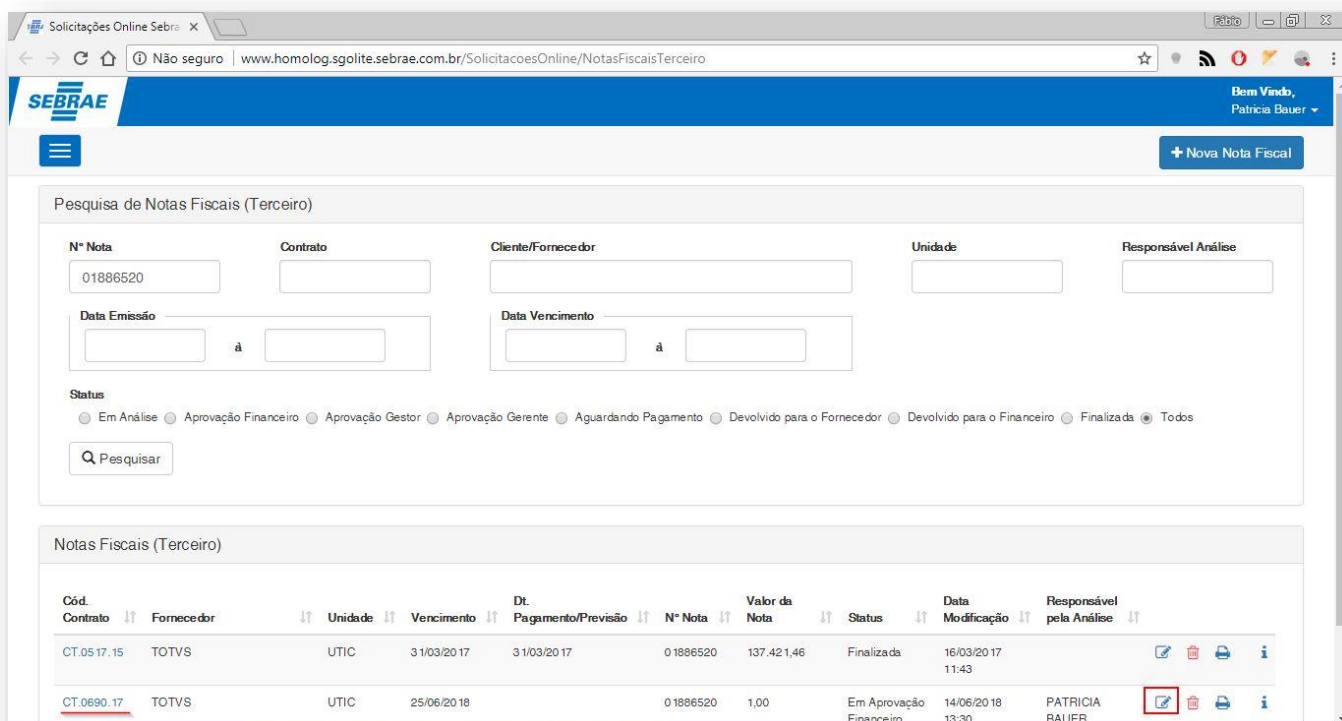 Solicitações Online Sebra
Fábio
Não seguro www.homolog.sgolite.sebrae.com.br/SolicitacoesOnline/NotasFiscaisTerceiro
SEBRAE
Bem Vindo,
Patricia Bauer
+ Nova Nota Fiscal
Pesquisa de Notas Fiscais (Terceiro)
N° Nota Contrato Cliente/Fornecedor Unidade Responsável Análise
01886520
Data Emissão Data Vencimento
à à
Status
Em Análise Aprovação Financeiro Aprovação Gestor Aprovação Gerente Aguardando Pagamento Devolvido para o Fornecedor Devolvido para o Financeiro Finalizada Todos
Pesquisar
Notas Fiscais (Terceiro)
Cód. Contrato Fornecedor Unidade Vencimento Dt. Pagamento/Previsão N° Nota Valor da Nota Status Data Modificação Responsável pela Análise
CT.0517.15 TOTVS UTIC 31/03/2017 31/03/2017 01886520 137.421,46 Finalizada 16/03/2017
11:43
CT.0690.17 TOTVS UTIC 25/06/2018 01886520 1,00 Em Aprovação 14/06/2018 PATRICIA
Financeiro 13:30 BAUER